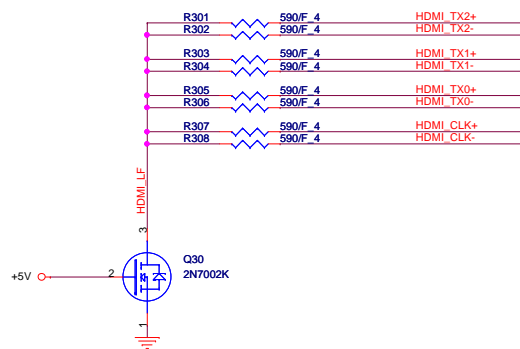 R301 590/F_4 HDMI_TX2+
R302 590/F_4 HDMI_TX2-
R303 590/F_4 HDMI_TX1+
R304 590/F_4 HDMI_TX1-
R305 590/F_4 HDMI_TX0+
R306 590/F_4 HDMI_TX0-
R307 590/F_4 HDMI_CLK+
R308 590/F_4 HDMI_CLK-
HDMI_LF
3
Q30
2N7002K
+5V
2
1